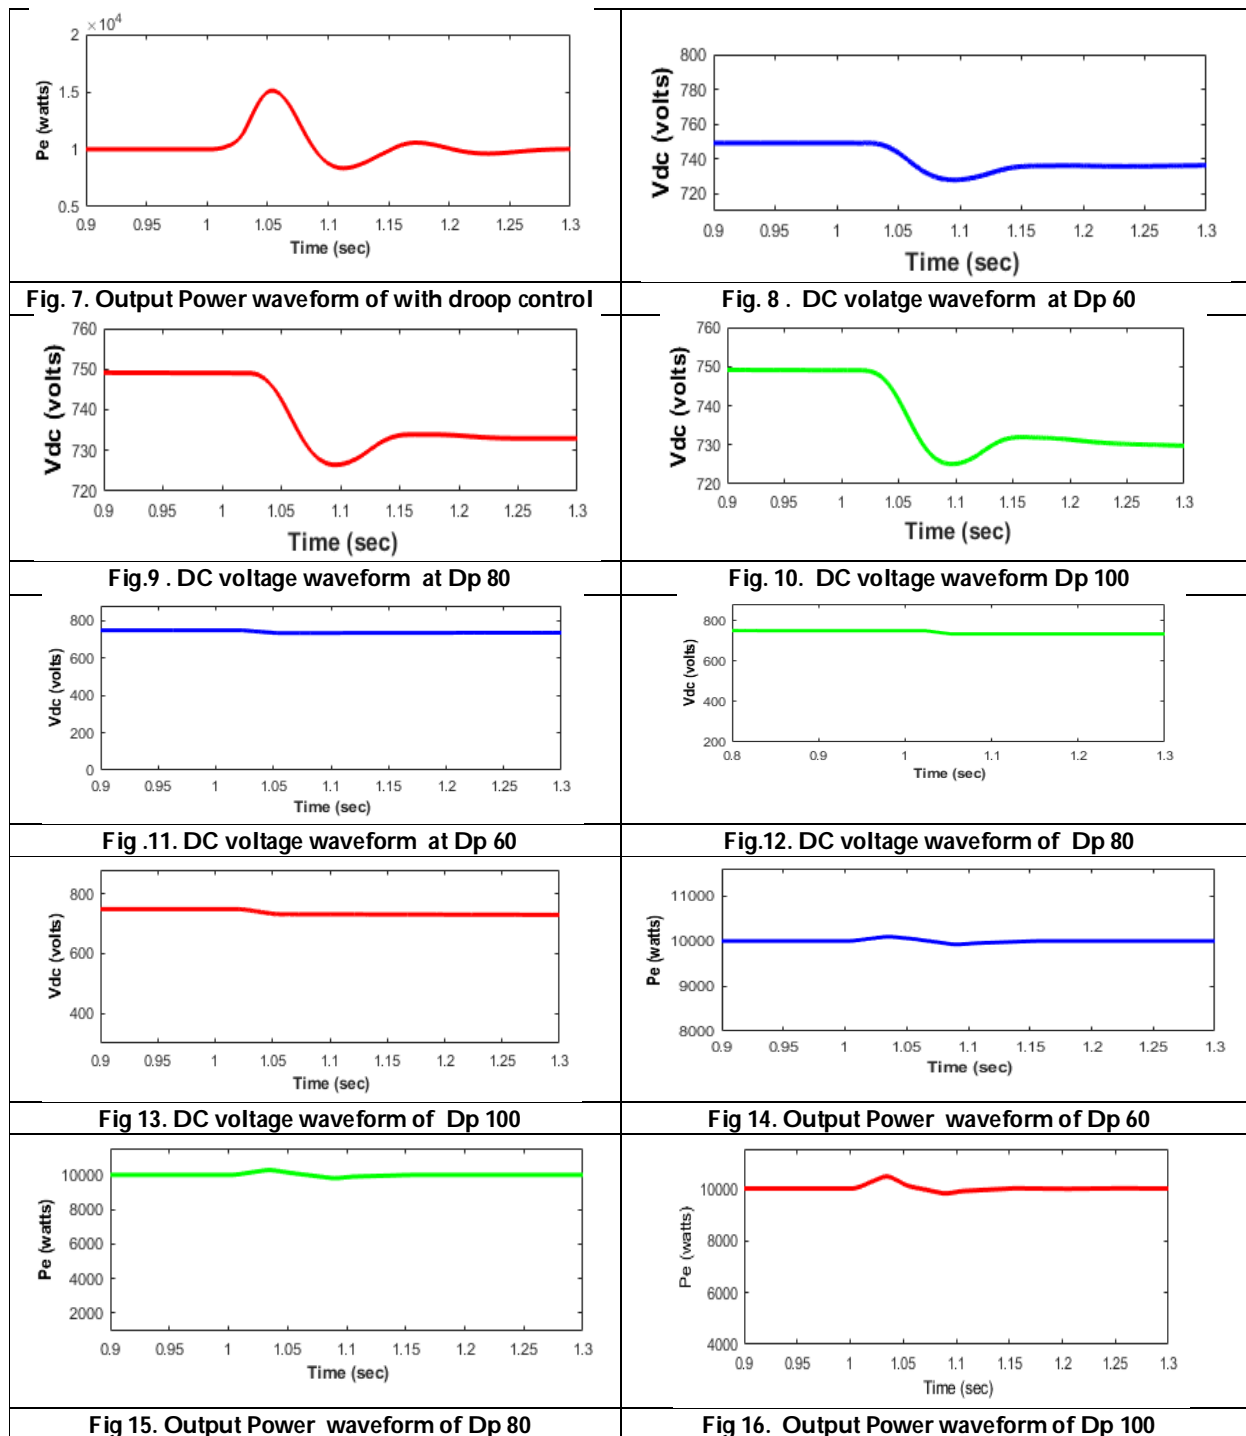 ×10⁴
2
1.5
1
0.5
Pe (watts)
0.9 0.95 1 1.05 1.1 1.15 1.2 1.25 1.3
Time (sec)
800
780
760
740
720
Vdc (volts)
0.9 0.95 1 1.05 1.1 1.15 1.2 1.25 1.3
Time (sec)
Fig. 7. Output Power waveform of with droop control
Fig. 8 . DC volatge waveform at Dp 60
760
750
740
730
720
Vdc (volts)
0.9 0.95 1 1.05 1.1 1.15 1.2 1.25 1.3
Time (sec)
760
750
740
730
720
Vdc (volts)
0.9 0.95 1 1.05 1.1 1.15 1.2 1.25 1.3
Time (sec)
Fig.9 . DC voltage waveform at Dp 80
Fig. 10. DC voltage waveform Dp 100
800
600
400
200
0
Vdc (volts)
0.9 0.95 1 1.05 1.1 1.15 1.2 1.25 1.3
Time (sec)
800
600
400
200
Vdc (volts)
0.8 0.9 1 1.1 1.2 1.3
Time (sec)
Fig .11. DC voltage waveform at Dp 60
Fig.12. DC voltage waveform of Dp 80
800
600
400
Vdc (volts)
0.9 0.95 1 1.05 1.1 1.15 1.2 1.25 1.3
Time (sec)
11000
10000
9000
8000
Pe (watts)
0.9 0.95 1 1.05 1.1 1.15 1.2 1.25 1.3
Time (sec)
Fig 13. DC voltage waveform of Dp 100
Fig 14. Output Power waveform of Dp 60
10000
8000
6000
4000
2000
Pe (watts)
0.9 0.95 1 1.05 1.1 1.15 1.2 1.25 1.3
Time (sec)
10000
8000
6000
4000
Pe (watts)
0.9 0.95 1 1.05 1.1 1.15 1.2 1.25 1.3
Time (sec)
Fig 15. Output Power waveform of Dp 80
Fig 16. Output Power waveform of Dp 100